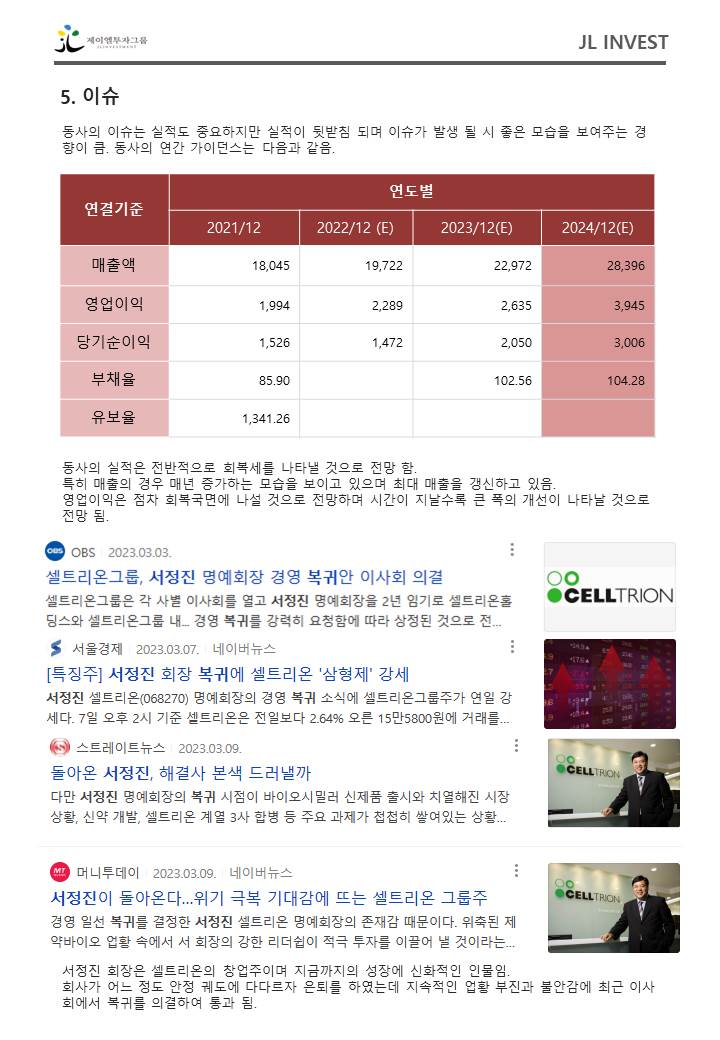 제이엠투자그룹
JL INVEST
5. 이슈
동사의 이슈는 실적도 중요하지만 실적이 뒷받침 되며 이슈가 발생 될 시 좋은 모습을 보여주는 경
향이 큼. 동사의 연간 가이던스는 다음과 같음.
연결기준 연도별
2021/12 2022/12 (E) 2023/12(E) 2024/12(E)
매출액 18,045 19,722 22,972 28,396
영업이익 1,994 2,289 2,635 3,945
당기순이익 1,526 1,472 2,050 3,006
부채율 85.90 102.56 104.28
유보율 1,341.26
동사의 실적은 전반적으로 회복세를 나타낼 것으로 전망 함.
특히 매출의 경우 매년 증가하는 모습을 보이고 있으며 최대 매출을 갱신하고 있음.
영업이익은 점차 회복국면에 나설 것으로 전망하며 시간이 지날수록 큰 폭의 개선이 나타날 것으로
전망 됨.
OBS OBS 2023.03.03.
셀트리온그룹, 서정진 명예회장 경영 복귀안 이사회 의결
셀트리온그룹은 각 사별 이사회를 열고 서정진 명예회장을 2년 임기로 셀트리온홀
딩스와 셀트리온그룹 내... 경영 복귀를 강력히 요청함에 따라 상정된 것으로 전...
CELLTRION
서울경제 2023.03.07. 네이버뉴스
[특징주] 서정진 회장 복귀에 셀트리온 '삼형제' 강세
서정진 셀트리온(068270) 명예회장의 경영 복귀 소식에 셀트리온그룹주가 연일 강
세다. 7일 오후 2시 기준 셀트리온은 전일보다 2.64% 오른 15만5800원에 거래를...
스트레이트뉴스 2023.03.09.
돌아온 서정진, 해결사 본색 드러낼까
다만 서정진 명예회장의 복귀 시점이 바이오시밀러 신제품 출시와 치열해진 시장
상황, 신약 개발, 셀트리온 계열 3사 합병 등 주요 과제가 첩첩히 쌓여있는 상황...
CELLTRION
MT 머니투데이 2023.03.09. 네이버뉴스
서정진이 돌아온다...위기 극복 기대감에 뜨는 셀트리온 그룹주
경영 일선 복귀를 결정한 서정진 셀트리온 명예회장의 존재감 때문이다. 위축된 제
약바이오 업황 속에서 서 회장의 강한 리더쉽이 적극 투자를 이끌어 낼 것이라는...
CELLTRION
서정진 회장은 셀트리온의 창업주이며 지금까지의 성장에 신화적인 인물임.
회사가 어느 정도 안정 궤도에 다다르자 은퇴를 하였는데 지속적인 업황 부진과 불안감에 최근 이사
회에서 복귀를 의결하여 통과 됨.